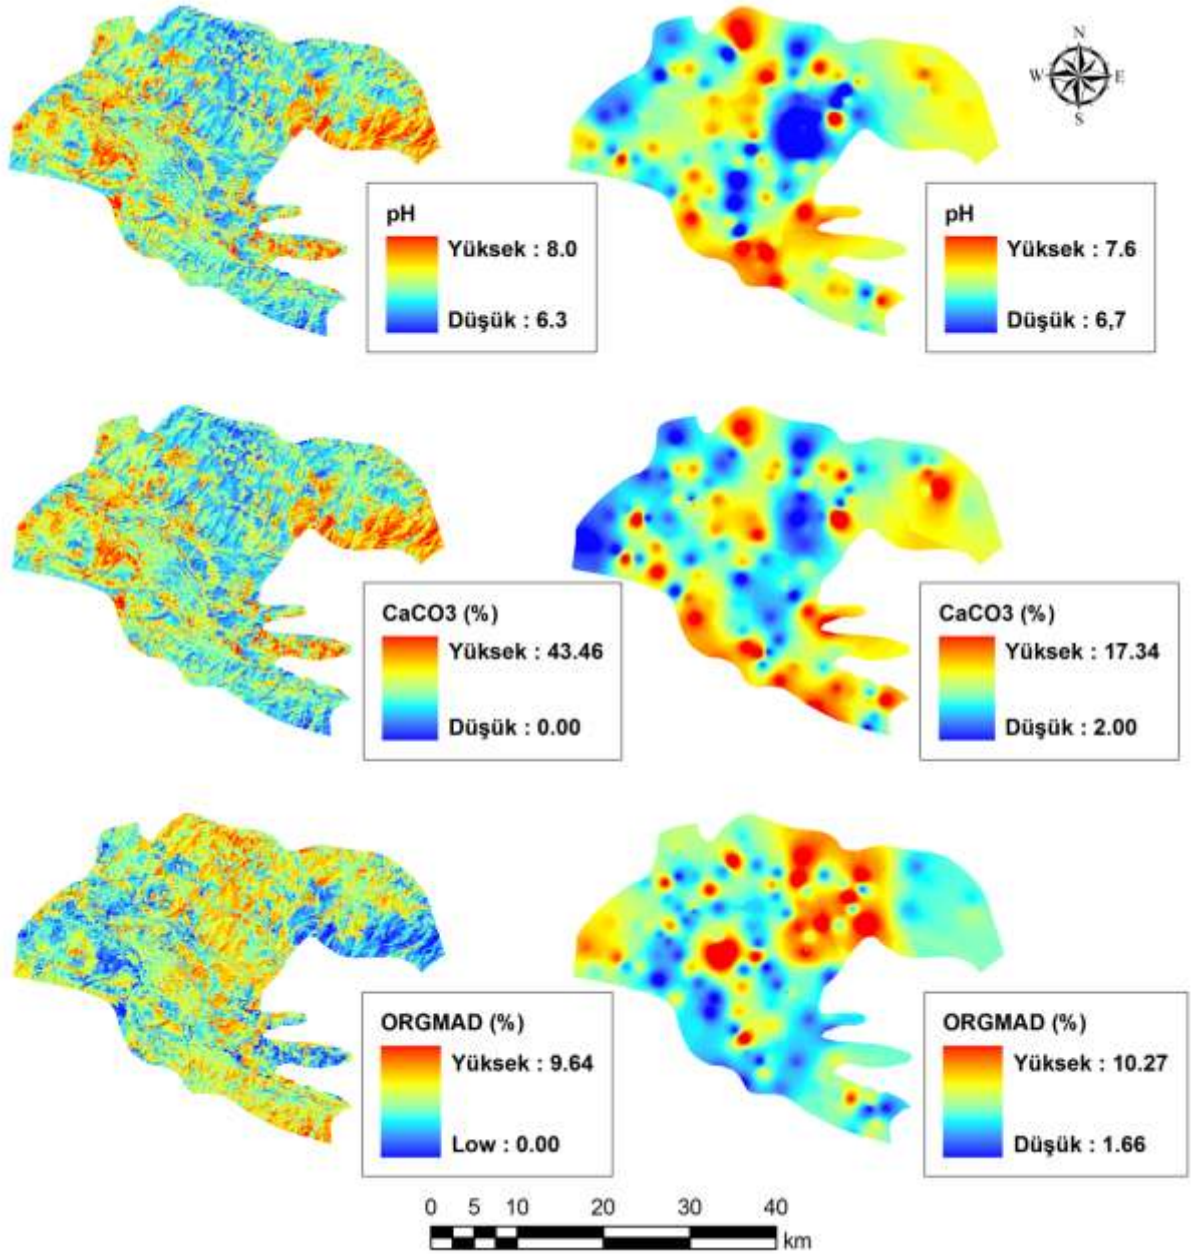 N
W E
S
pH
Yüksek : 8.0
Düşük : 6.3
pH
Yüksek : 7.6
Düşük : 6,7
CaCO3 (%)
Yüksek : 43.46
Düşük : 0.00
CaCO3 (%)
Yüksek : 17.34
Düşük : 2.00
ORGMAD (%)
Yüksek : 9.64
Low : 0.00
ORGMAD (%)
Yüksek : 10.27
Düşük : 1.66
0 5 10 20 30 40
km